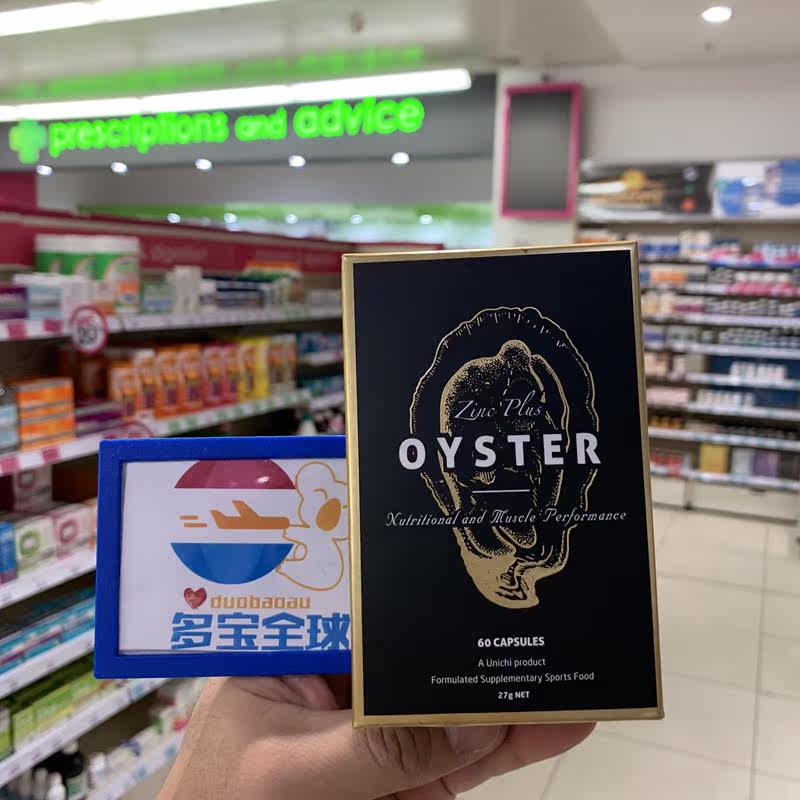 prescriptions and advice
Zinc Plus
OYSTER
Nutritional and Muscle Performance
60 CAPSULES
A Unichi product
Formulated Supplementary Sports Food
27g NET
duobaoau
多宝全球